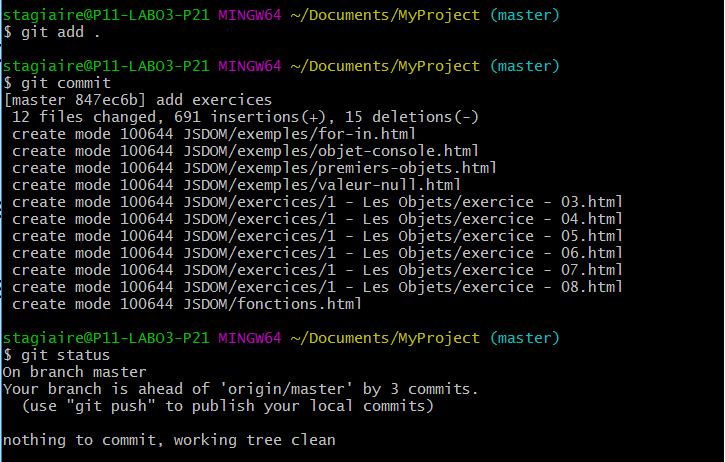 stagiaire@P11-LABO3-P21 MINGW64 ~/Documents/MyProject (master)
$ git add .
stagiaire@P11-LABO3-P21 MINGW64 ~/Documents/MyProject (master)
$ git commit
[master 847ec6b] add exercices
 12 files changed, 691 insertions(+), 15 deletions(-)
 create mode 100644 JSDOM/exemples/for-in.html
 create mode 100644 JSDOM/exemples/objet-console.html
 create mode 100644 JSDOM/exemples/premiers-objets.html
 create mode 100644 JSDOM/exemples/valeur-null.html
 create mode 100644 JSDOM/exercices/1 - Les Objets/exercice - 03.html
 create mode 100644 JSDOM/exercices/1 - Les Objets/exercice - 04.html
 create mode 100644 JSDOM/exercices/1 - Les Objets/exercice - 05.html
 create mode 100644 JSDOM/exercices/1 - Les Objets/exercice - 06.html
 create mode 100644 JSDOM/exercices/1 - Les Objets/exercice - 07.html
 create mode 100644 JSDOM/exercices/1 - Les Objets/exercice - 08.html
 create mode 100644 JSDOM/fonctions.html
stagiaire@P11-LABO3-P21 MINGW64 ~/Documents/MyProject (master)
$ git status
On branch master
Your branch is ahead of 'origin/master' by 3 commits.
  (use "git push" to publish your local commits)
nothing to commit, working tree clean